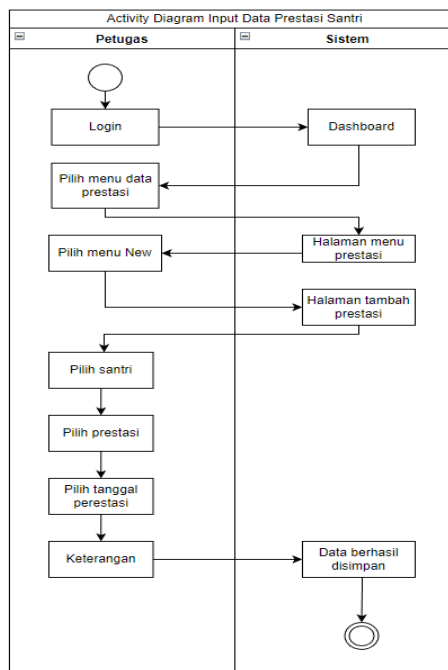 Activity Diagram Input Data Prestasi Santri
Petugas
Sistem
Login
Dashboard
Pilih menu data
prestasi
Halaman menu
prestasi
Pilih menu New
Halaman tambah
prestasi
Pilih santri
Pilih prestasi
Pilih tanggal
perestasi
Keterangan
Data berhasil
disimpan